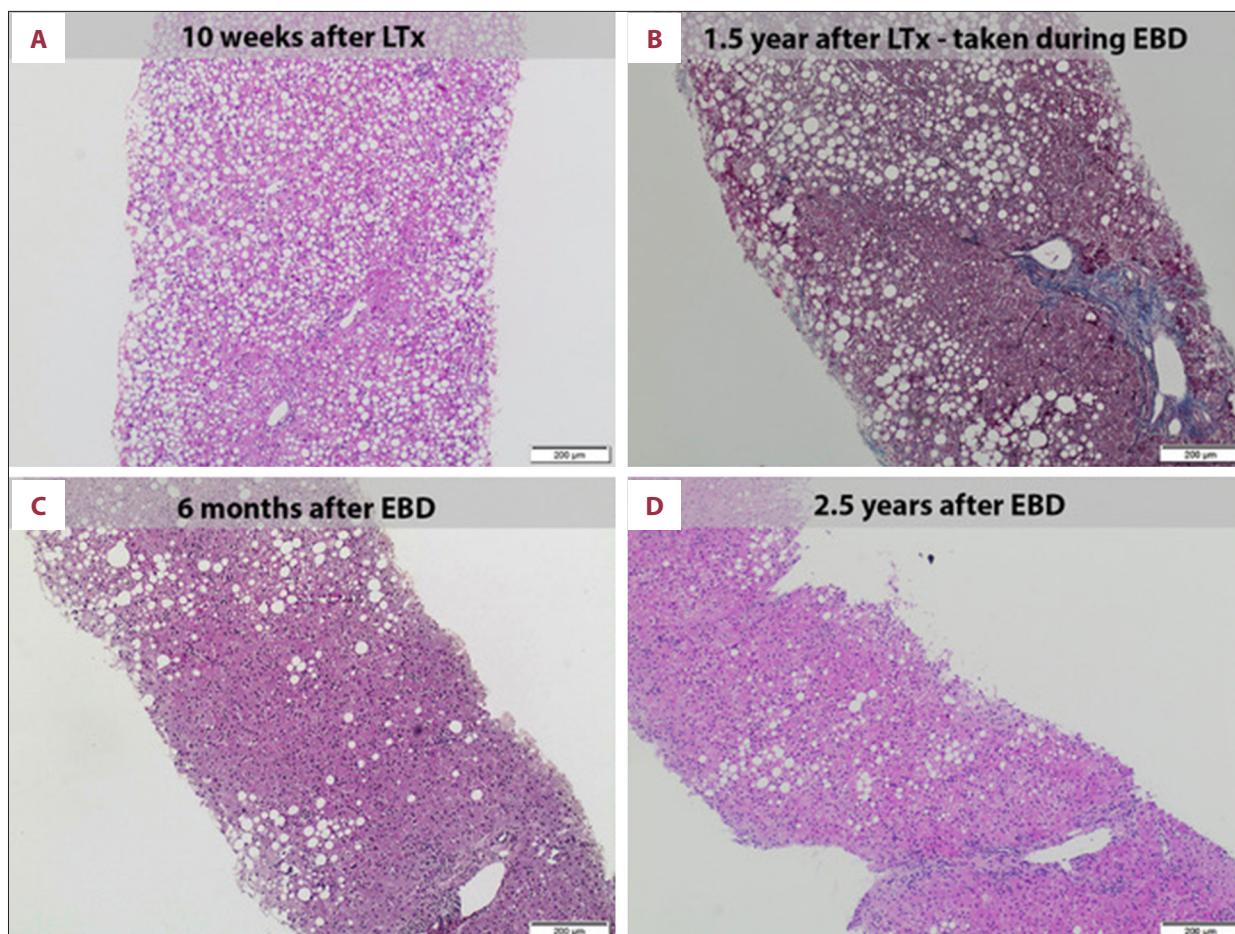 A
10 weeks after LTx
200 µm
B
1.5 year after LTx - taken during EBD
200 µm
C
6 months after EBD
200 µm
D
2.5 years after EBD
200 µm